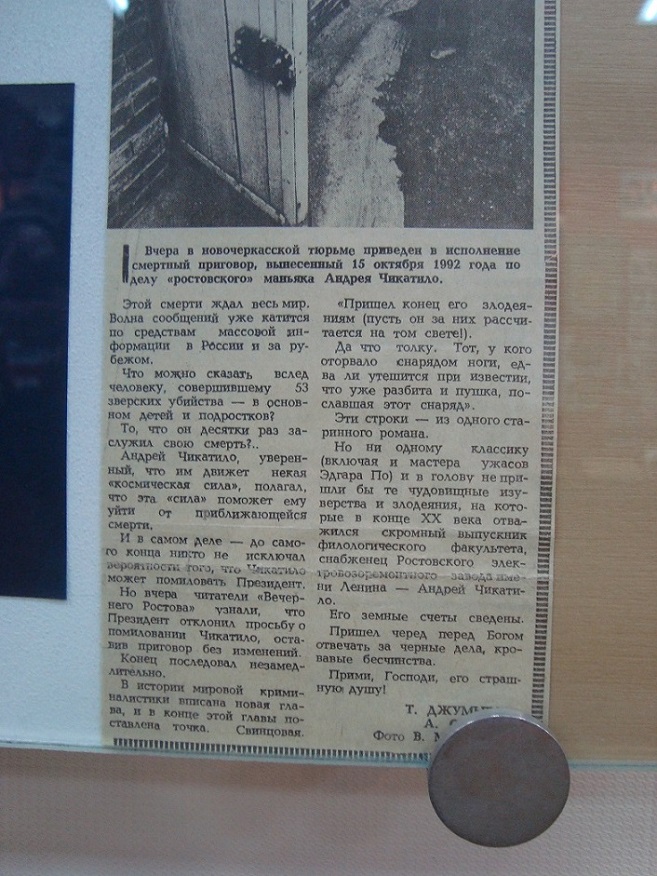 Вчера в новочеркасской тюрьме приведен в исполнение
смертный приговор, вынесенный 15 октября 1992 года по
делу «ростовского» маньяка Андрея Чикатило.
Этой смерти ждал весь мир.
Волна сообщений уже катится
по средствам массовой ин-
формации в России и за ру-
бежом.
Что можно сказать вслед
человеку, совершившему 53
зверских убийства — в основ-
ном детей и подростков?
То, что он десятки раз за-
служил свою смерть?..
Андрей Чикатило, уверен-
ный, что им движет некая
«космическая сила», полагал,
что эта «сила» поможет ему
уйти от приближающейся
смерти.
И в самом деле — до само-
го конца никто не исключал
вероятности того, что Чикатило
может помиловать Президент.
Но вчера читатели «Вечер-
него Ростова» узнали, что
Президент отклонил просьбу о
помиловании Чикатило, оста-
вив приговор без изменений.
Конец последовал незамед-
лительно.
В истории мировой крими-
налистики вписана новая гла-
ва, и в конце этой главы по-
ставлена точка. Свинцовая.
«Пришел конец его злодея-
ниям (пусть он за них рассчи-
тается на том свете!).
Да что толку. Тот, у кого
оторвало снарядом ноги, ед-
ва ли утешится при известии,
что уже разбита и пушка, по-
славшая этот снаряд».
Эти строки — из одного ста-
ринного романа.
Но ни одному классику
(включая и мастера ужасов
Эдгара По) и в голову не при-
шли бы те чудовищные изу-
верства и злодеяния, на кото-
рые в конце XX века отва-
жился скромный выпускник
филологического факультета,
снабженец Ростовского элек-
тровозоремонтного завода име-
ни Ленина — Андрей Чикати-
ло.
Его земные счеты сведены.
Пришел черед перед Богом
отвечать за черные дела, кро-
вавые бесчинства.
Прими, Господи, его страш-
ную душу!
Т.
А.
Фото В.